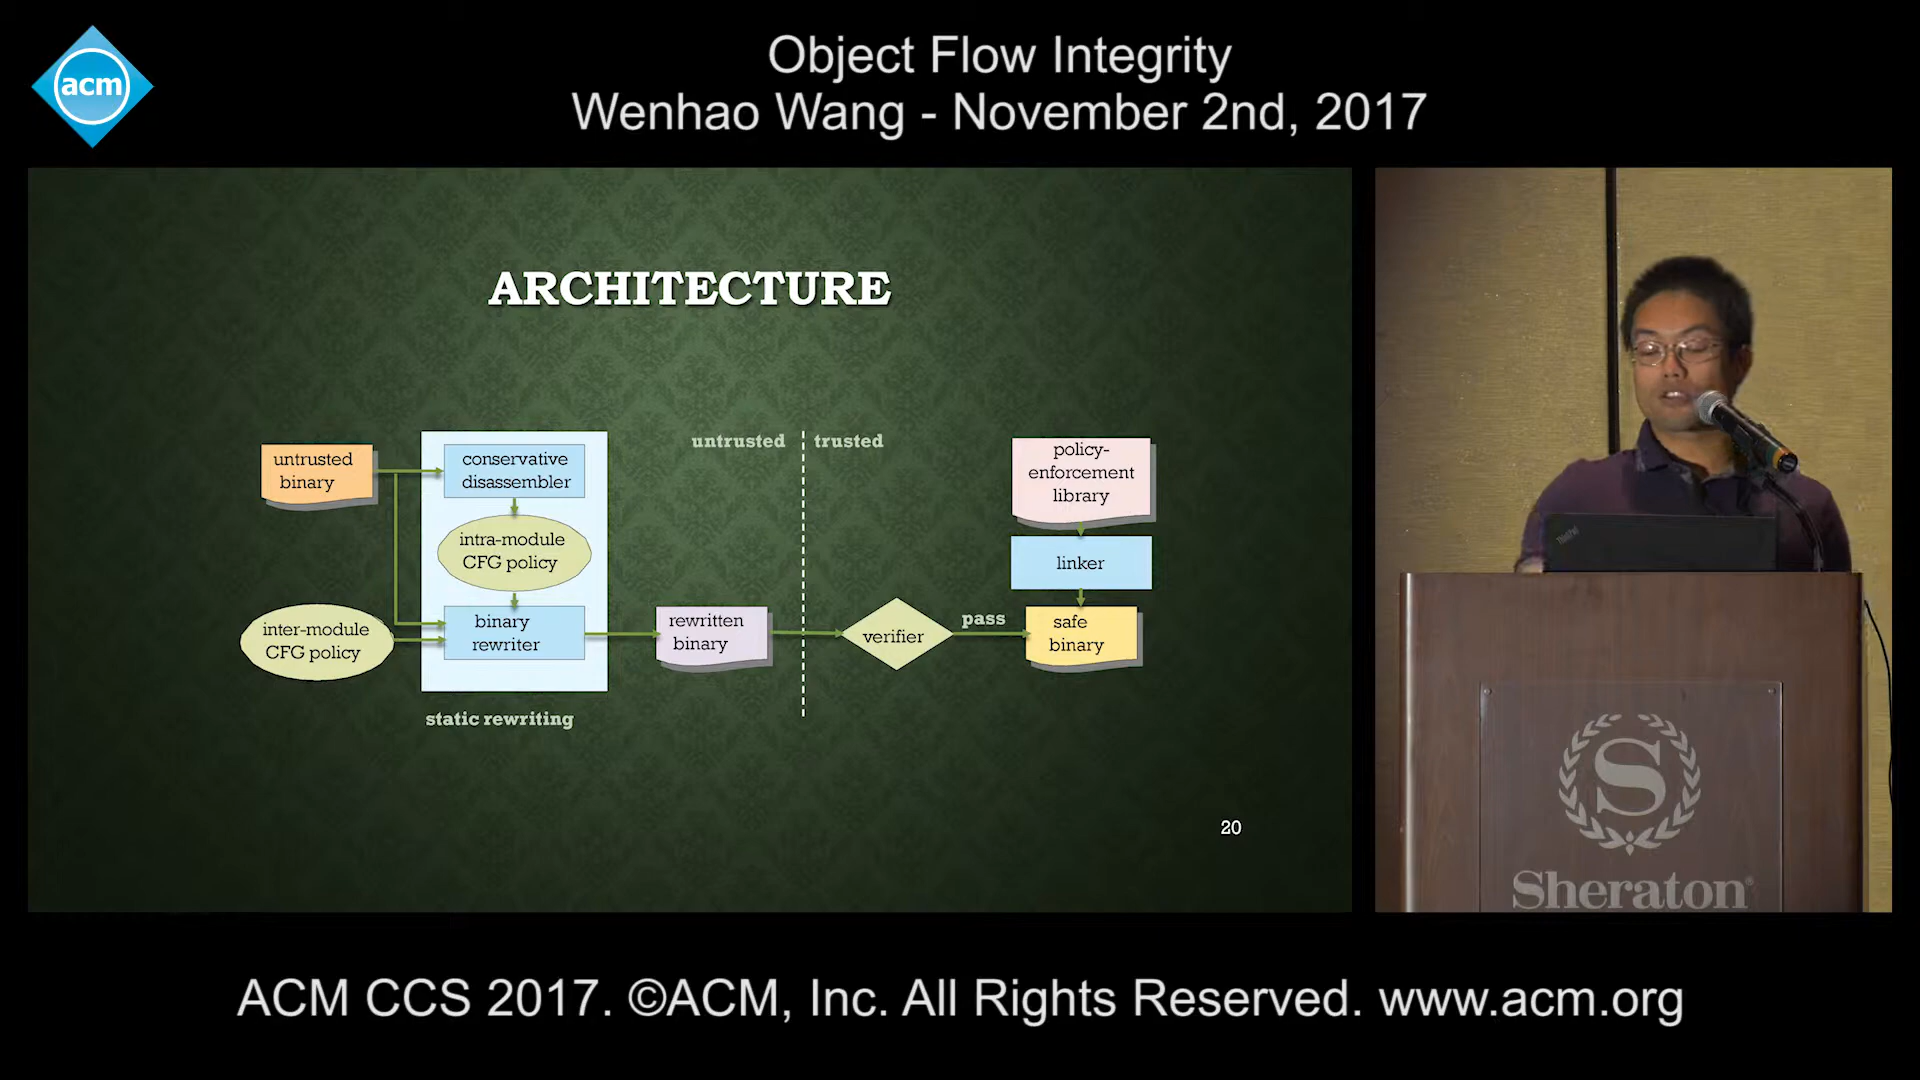 acm
Object Flow Integrity
Wenhao Wang - November 2nd, 2017
ARCHITECTURE
untrusted
binary
conservative
disassembler
intra-module
CFG policy
inter-module
CFG policy
binary
rewriter
static rewriting
untrusted
trusted
rewritten
binary
verifier
pass
policy-
enforcement
library
linker
safe
binary
20
ThinkPad
S
Sheraton®
ACM CCS 2017. ©ACM, Inc. All Rights Reserved. www.acm.org